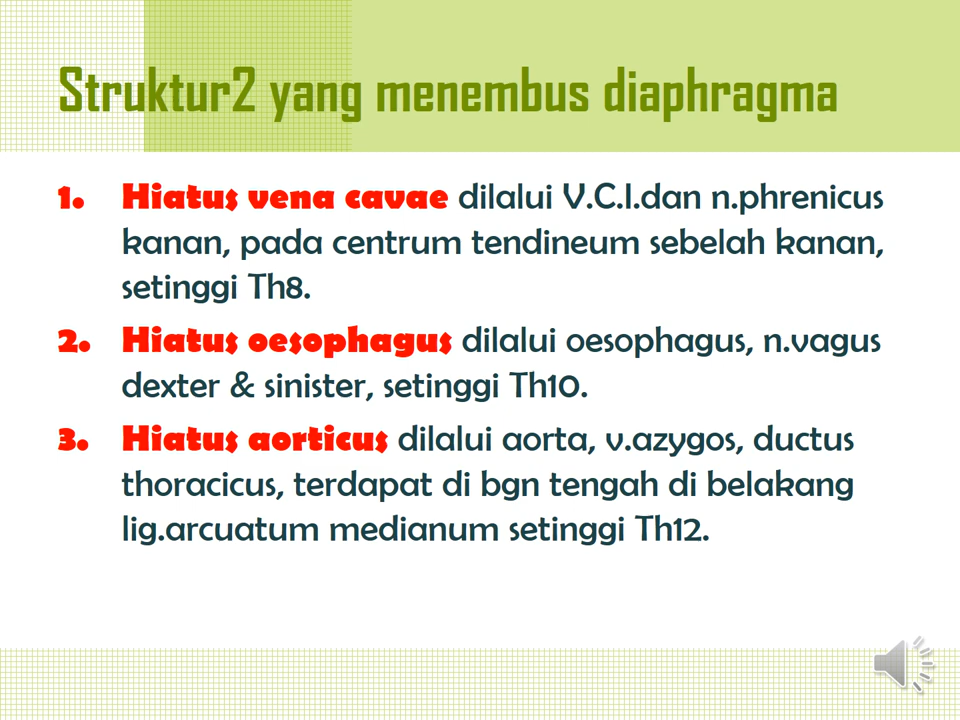 Struktur2 yang menembus diaphragma
1. Hiatus vena cavae dilalui V.C.I.dan n.phrenicus
kanan, pada centrum tendineum sebelah kanan,
setinggi Th8.
2. Hiatus oesophagus dilalui oesophagus, n.vagus
dexter & sinister, setinggi Th10.
3. Hiatus aorticus dilalui aorta, v.azygos, ductus
thoracicus, terdapat di bgn tengah di belakang
lig.arcuatum medianum setinggi Th12.